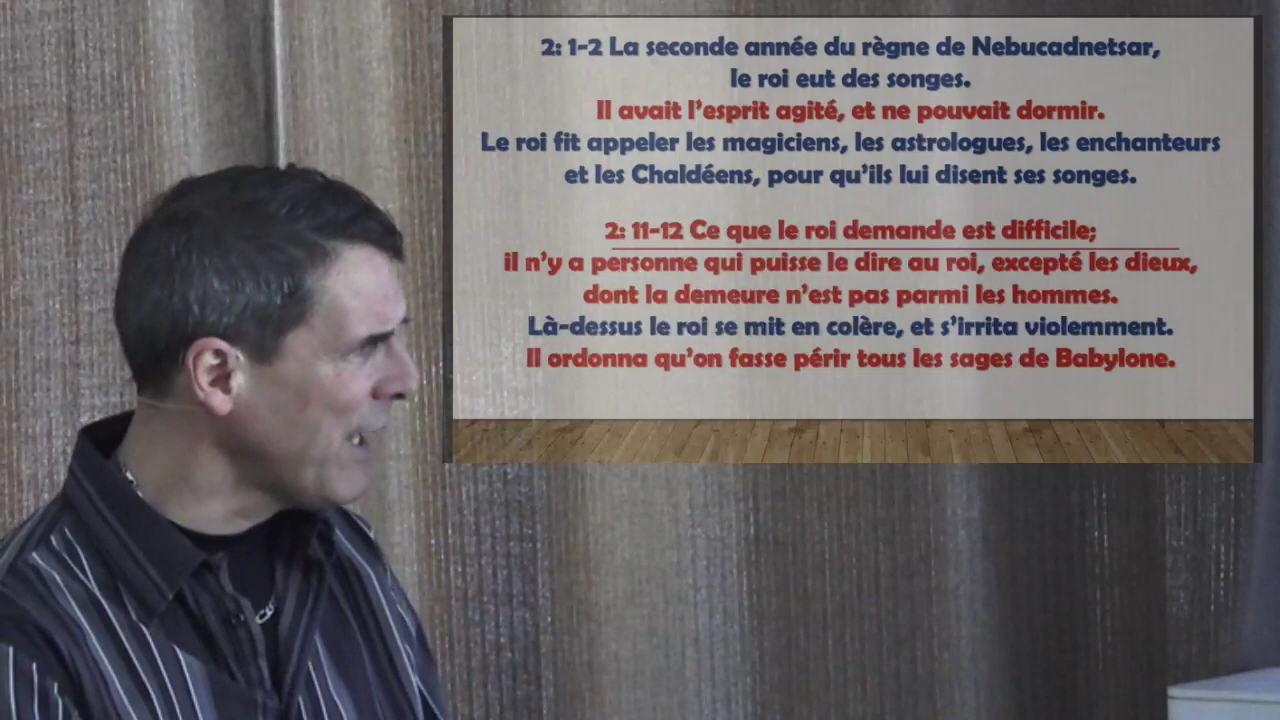 2: 1-2 La seconde année du règne de Nebucadnetsar,
le roi eut des songes.
Il avait l'esprit agité, et ne pouvait dormir.
Le roi fit appeler les magiciens, les astrologues, les enchanteurs
et les Chaldéens, pour qu'ils lui disent ses songes.
2: 11-12 Ce que le roi demande est difficile;
il n'y a personne qui puisse le dire au roi, excepté les dieux,
dont la demeure n'est pas parmi les hommes.
Là-dessus le roi se mit en colère, et s'irrita violemment.
Il ordonna qu'on fasse périr tous les sages de Babylone.